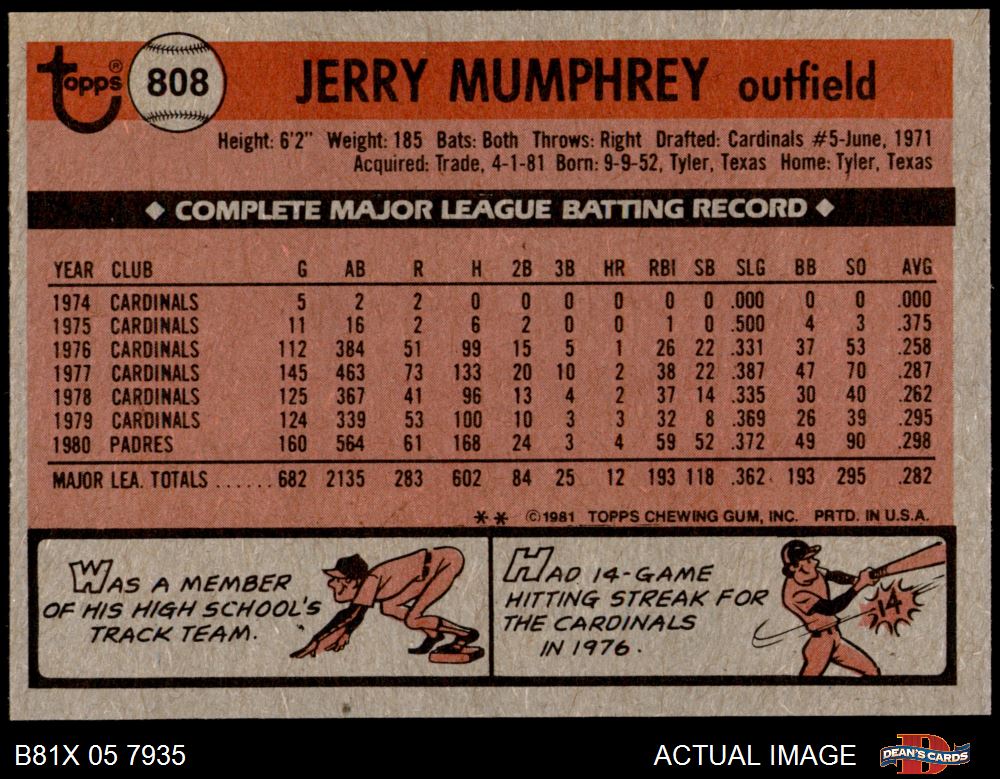 topps® 808 JERRY MUMPHREY outfield
Height: 6'2" Weight: 185 Bats: Both Throws: Right Drafted: Cardinals #5-June, 1971
Acquired: Trade, 4-1-81 Born: 9-9-52, Tyler, Texas Home: Tyler, Texas
◆ COMPLETE MAJOR LEAGUE BATTING RECORD ◆
YEAR CLUB G AB R H 2B 3B HR RBI SB SLG BB SO AVG
1974 CARDINALS 5 2 2 0 0 0 0 0 0 .000 0 0 .000
1975 CARDINALS 11 16 2 6 2 0 0 1 0 .500 4 3 .375
1976 CARDINALS 112 384 51 99 15 5 1 26 22 .331 37 53 .258
1977 CARDINALS 145 463 73 133 20 10 2 38 22 .387 47 70 .287
1978 CARDINALS 125 367 41 96 13 4 2 37 14 .335 30 40 .262
1979 CARDINALS 124 339 53 100 10 3 3 32 8 .369 26 39 .295
1980 PADRES 160 564 61 168 24 3 4 59 52 .372 49 90 .298
MAJOR LEA. TOTALS ...... 682 2135 283 602 84 25 12 193 118 .362 193 295 .282
** ©1981 TOPPS CHEWING GUM, INC. PRTD. IN U.S.A.
WAS A MEMBER
OF HIS HIGH SCHOOL'S
TRACK TEAM.
HAD 14-GAME
HITTING STREAK FOR
THE CARDINALS
IN 1976.
14
B81X 05 7935 ACTUAL IMAGE DEAN'S CARDS